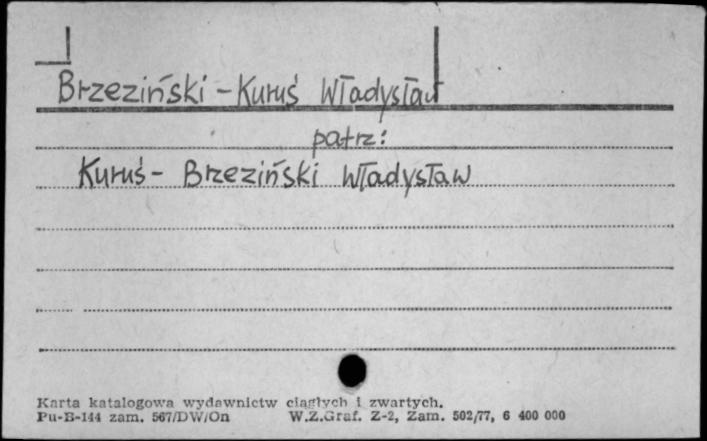 Brzeziński-Kuruś Władysław
patrz:
Kuruś-Brzeziński Władysław
Karta katalogowa wydawnictw ciągłych i zwartych.
Pu-B-144 zam. 567/DW/On W.Z.Graf. Z-2, Zam. 502/77, 6 400 000